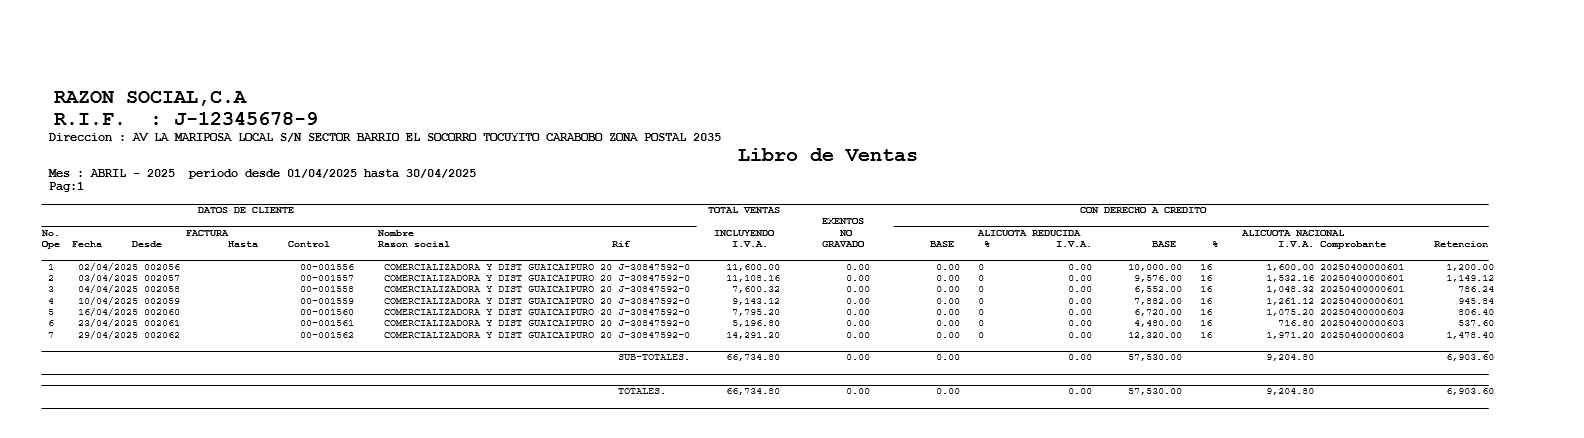 RAZON SOCIAL,C.A
R.I.F.  : J-12345678-9
Direccion : AV LA MARIPOSA LOCAL S/N SECTOR BARRIO EL SOCORRO TOCUYITO CARABOBO ZONA POSTAL 2035
Libro de Ventas
Mes : ABRIL - 2025  periodo desde 01/04/2025 hasta 30/04/2025
Pag:1
DATOS DE CLIENTE TOTAL VENTAS CON DERECHO A CREDITO
EXENTOS
No. FACTURA Nombre INCLUYENDO NO ALICUOTA REDUCIDA ALICUOTA NACIONAL
Ope Fecha Desde Hasta Control Razon social Rif I.V.A. GRAVADO BASE % I.V.A. BASE % I.V.A. Comprobante Retencion
1 02/04/2025 002056 00-001556 COMERCIALIZADORA Y DIST GUAICAIPURO 20 J-30847592-0 11,600.00 0.00 0.00 0 0.00 10,000.00 16 1,600.00 20250400000601 1,200.00
2 03/04/2025 002057 00-001557 COMERCIALIZADORA Y DIST GUAICAIPURO 20 J-30847592-0 11,108.16 0.00 0.00 0 0.00 9,576.00 16 1,532.16 20250400000601 1,149.12
3 04/04/2025 002058 00-001558 COMERCIALIZADORA Y DIST GUAICAIPURO 20 J-30847592-0 7,600.32 0.00 0.00 0 0.00 6,552.00 16 1,048.32 20250400000601 786.24
4 10/04/2025 002059 00-001559 COMERCIALIZADORA Y DIST GUAICAIPURO 20 J-30847592-0 9,143.12 0.00 0.00 0 0.00 7,882.00 16 1,261.12 20250400000601 945.84
5 16/04/2025 002060 00-001560 COMERCIALIZADORA Y DIST GUAICAIPURO 20 J-30847592-0 7,795.20 0.00 0.00 0 0.00 6,720.00 16 1,075.20 20250400000603 806.40
6 23/04/2025 002061 00-001561 COMERCIALIZADORA Y DIST GUAICAIPURO 20 J-30847592-0 5,196.80 0.00 0.00 0 0.00 4,480.00 16 716.80 20250400000603 537.60
7 29/04/2025 002062 00-001562 COMERCIALIZADORA Y DIST GUAICAIPURO 20 J-30847592-0 14,291.20 0.00 0.00 0 0.00 12,320.00 16 1,971.20 20250400000603 1,478.40
SUB-TOTALES. 66,734.80 0.00 0.00 0.00 57,530.00 9,204.80 6,903.60
TOTALES. 66,734.80 0.00 0.00 0.00 57,530.00 9,204.80 6,903.60